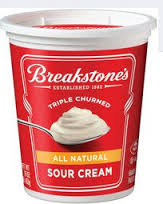 Breakstone's
ESTABLISHED 1882
TRIPLE CHURNED
ALL NATURAL
SOUR CREAM